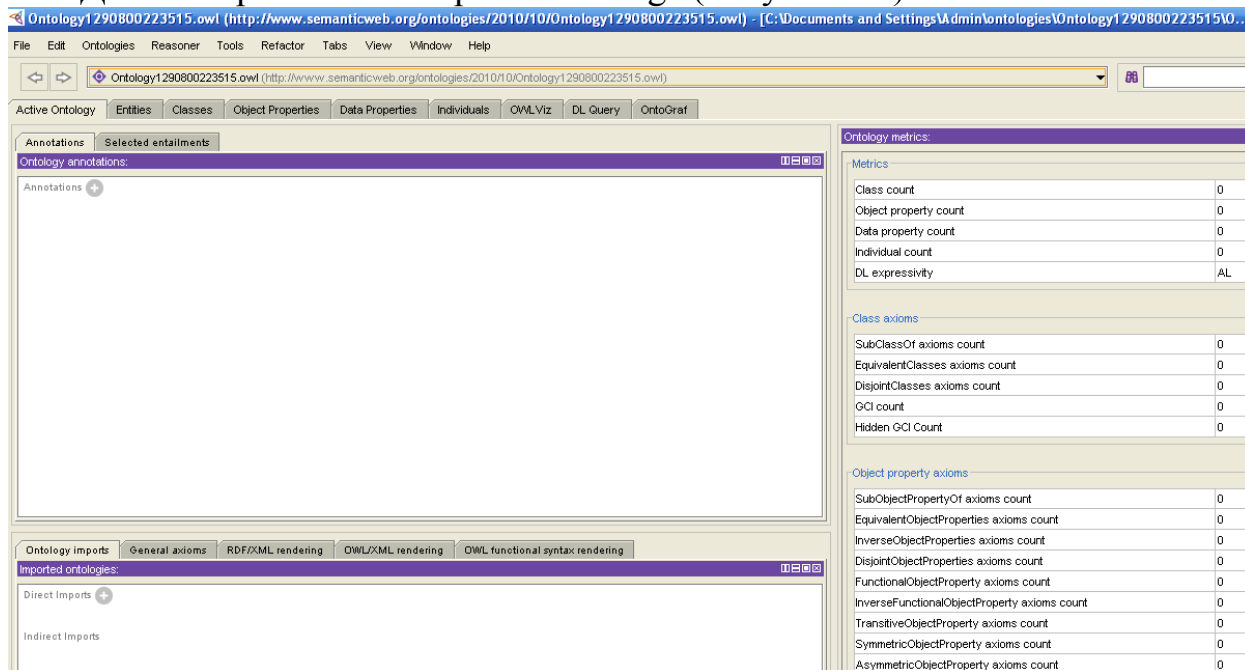 Ontology1290800223515.owl (http://www.semanticweb.org/ontologies/2010/10/Ontology1290800223515.owl) - [C:\Documents and Settings\Admin\ontologies\Ontology1290800223515\O...
File Edit Ontologies Reasoner Tools Refactor Tabs View Window Help
Ontology1290800223515.owl (http://www.semanticweb.org/ontologies/2010/10/Ontology1290800223515.owl)
Active Ontology Entities Classes Object Properties Data Properties Individuals OWLViz DL Query OntoGraf
Annotations Selected entailments
Ontology annotations:
Annotations
Ontology imports General axioms RDF/XML rendering OWL/XML rendering OWL functional syntax rendering
Imported ontologies:
Direct Imports
Indirect Imports
Ontology metrics:
Metrics
Class count 0
Object property count 0
Data property count 0
Individual count 0
DL expressivity AL
Class axioms
SubClassOf axioms count 0
EquivalentClasses axioms count 0
DisjointClasses axioms count 0
GCI count 0
Hidden GCI Count 0
Object property axioms
SubObjectPropertyOf axioms count 0
EquivalentObjectProperties axioms count 0
InverseObjectProperties axioms count 0
DisjointObjectProperties axioms count 0
FunctionalObjectProperty axioms count 0
InverseFunctionalObjectProperty axioms count 0
TransitiveObjectProperty axioms count 0
SymmetricObjectProperty axioms count 0
AsymmetricObjectProperty axioms count 0